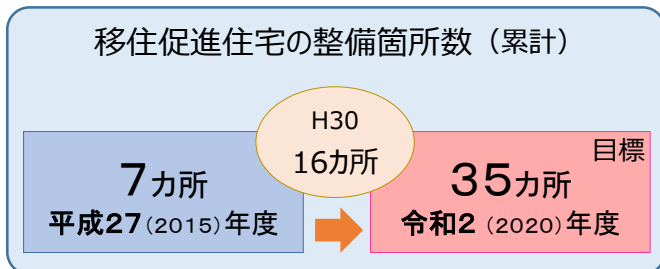 移住促進住宅の整備箇所数（累計）
H30
16カ所
7カ所
平成27(2015)年度
目標
35カ所
令和2 (2020)年度